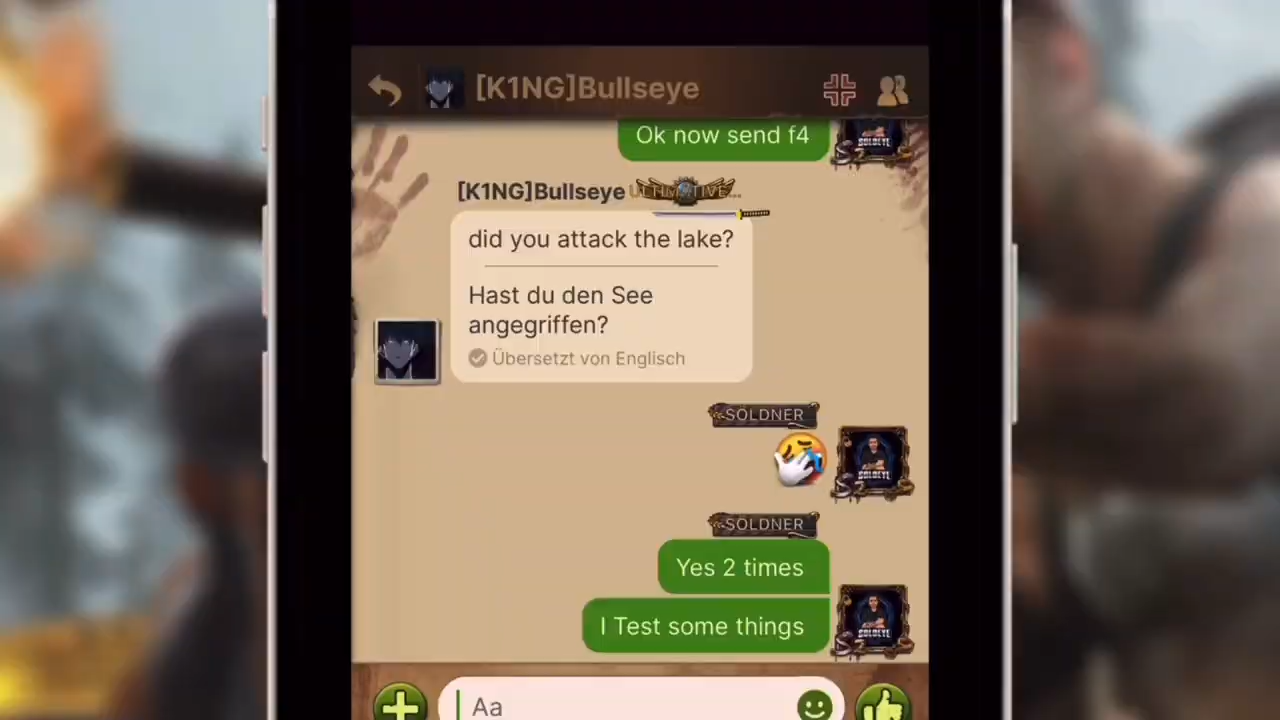 [K1NG]Bullseye
Ok now send f4
[K1NG]Bullseye ULTIMATIVE...
did you attack the lake?
Hast du den See
angegriffen?
Übersetzt von Englisch
SÖLDNER
SÖLDNER
Yes 2 times
I Test some things
Aa